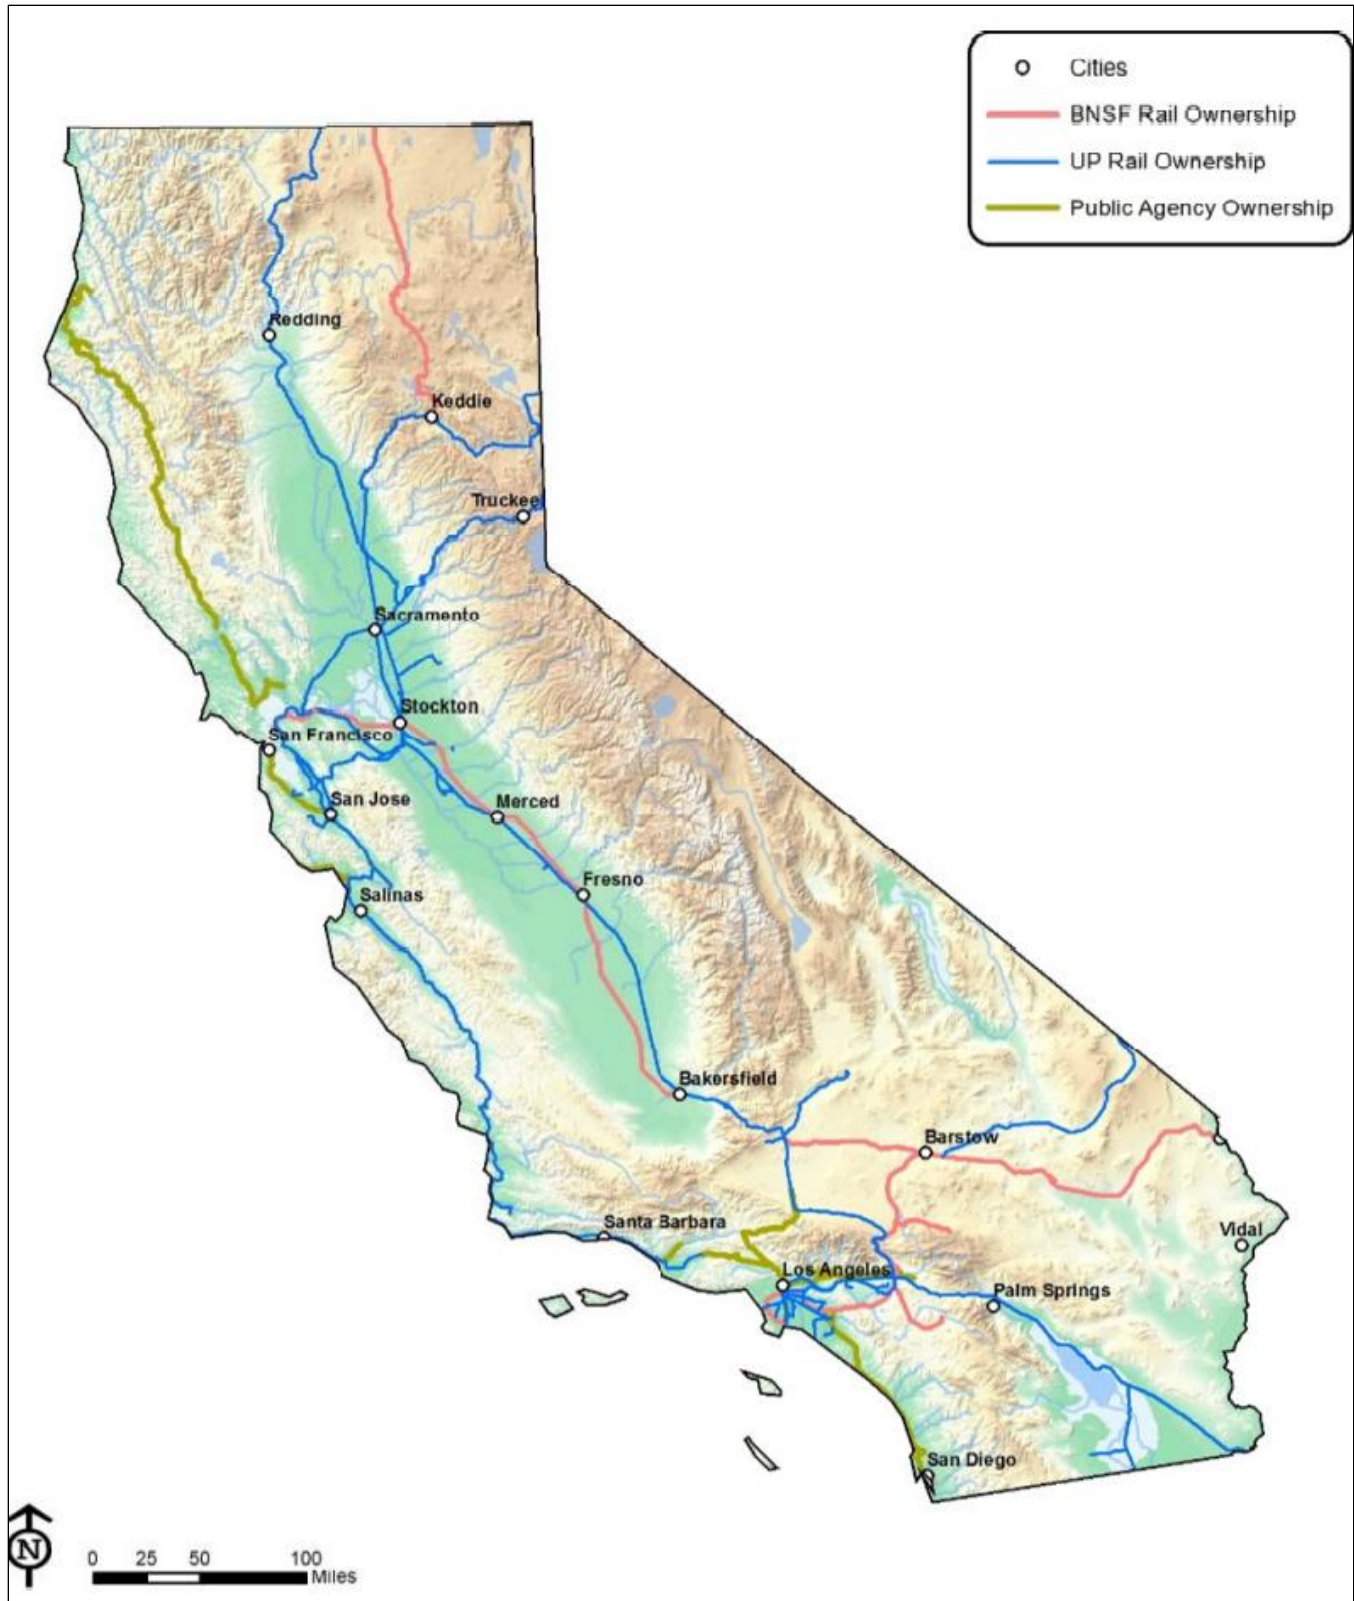 Cities
BNSF Rail Ownership
UP Rail Ownership
Public Agency Ownership
Redding
Keddie
Truckee
Sacramento
Stockton
San Francisco
San Jose
Merced
Fresno
Salinas
Bakersfield
Barstow
Santa Barbara
Vidal
Los Angeles
Palm Springs
San Diego
N
0 25 50 100
Miles